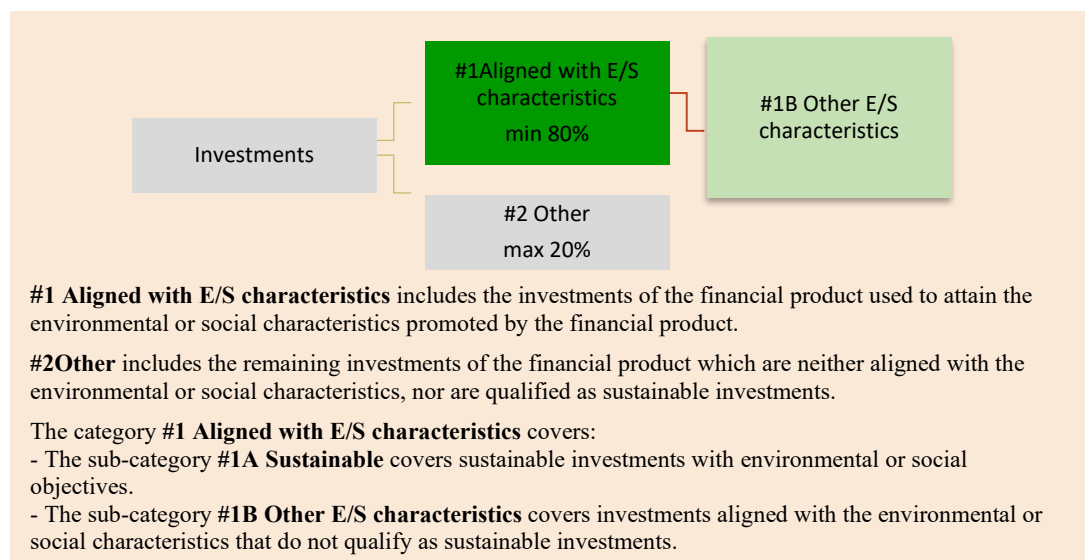 #1Aligned with E/S
characteristics
min 80%
#1B Other E/S
characteristics
Investments
#2 Other
max 20%
#1 Aligned with E/S characteristics includes the investments of the financial product used to attain the
environmental or social characteristics promoted by the financial product.
#2Other includes the remaining investments of the financial product which are neither aligned with the
environmental or social characteristics, nor are qualified as sustainable investments.
The category #1 Aligned with E/S characteristics covers:
- The sub-category #1A Sustainable covers sustainable investments with environmental or social
objectives.
- The sub-category #1B Other E/S characteristics covers investments aligned with the environmental or
social characteristics that do not qualify as sustainable investments.